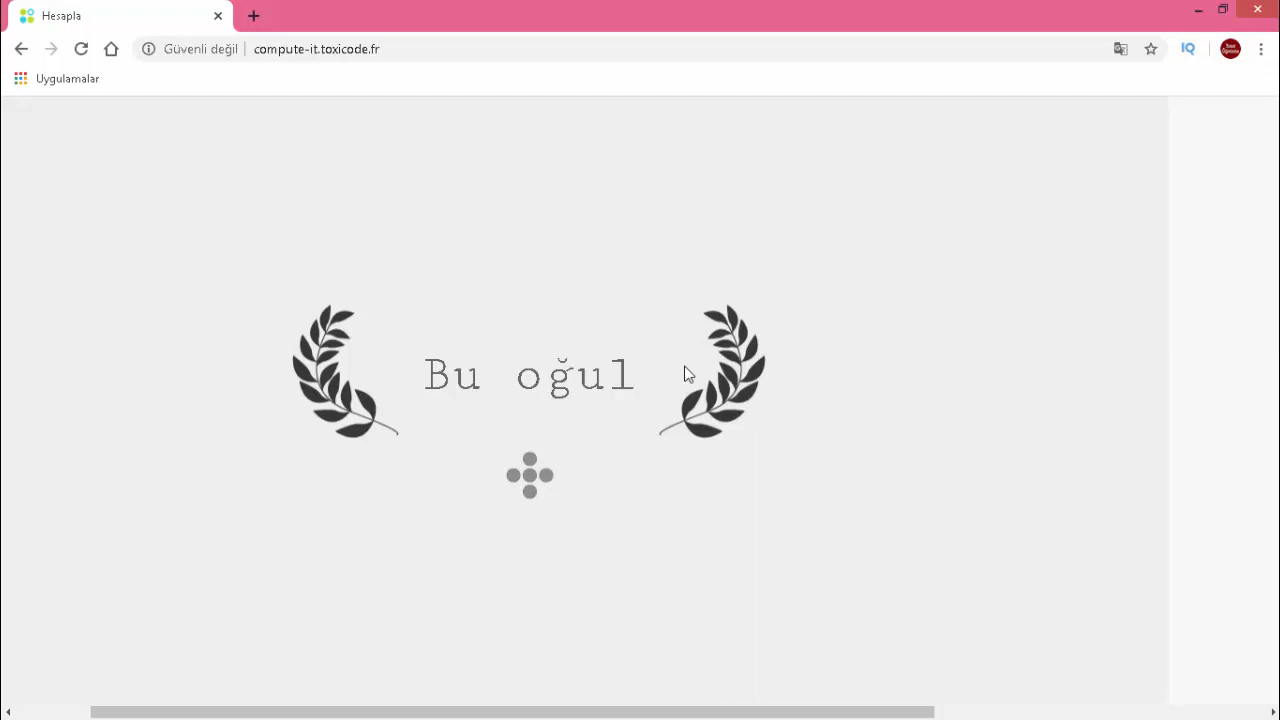 Hesapla
Güvenli değil
compute-it.toxicode.fr
IQ
Uygulamalar
Bu oğul